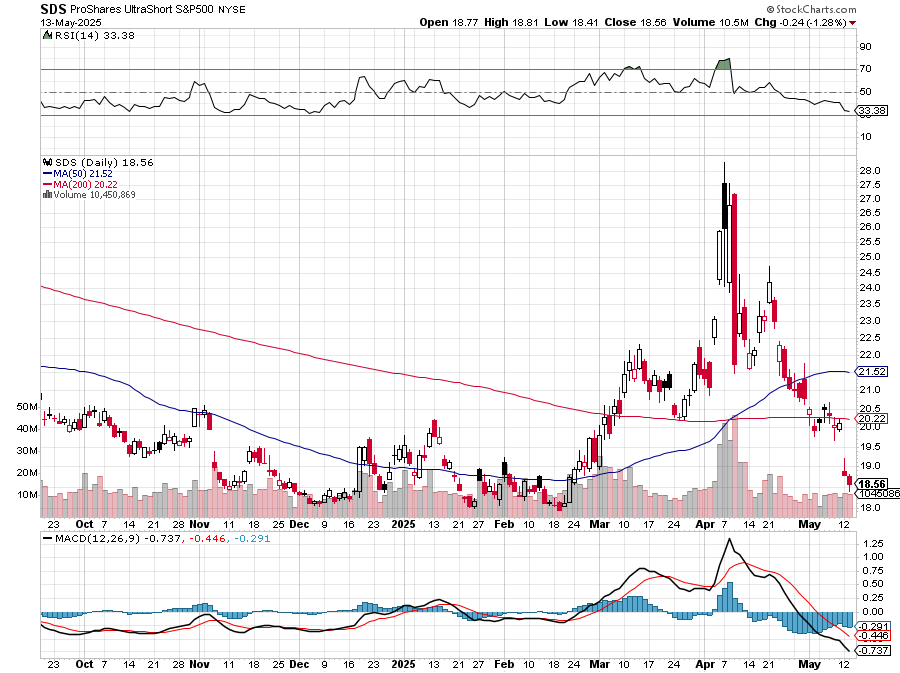 SDS ProShares UltraShort S&P500 NYSE
© StockCharts.com
13-May-2025
Open 18.77 High 18.81 Low 18.41 Close 18.56 Volume 10.5M Chg -0.24 (-1.28%)
RSI(14) 33.38
90
70
50
33.38
30
10
SDS (Daily) 18.56
MA(50) 21.52
MA(200) 20.22
Volume 10,450,869
28.0
27.5
27.0
26.5
26.0
25.5
25.0
24.5
24.0
23.5
23.0
22.5
22.0
21.52
21.0
20.5
20.22
20.0
19.5
19.0
18.56
1045086
18.0
50M
40M
30M
20M
10M
23 Oct 7 14 21 28 Nov 11 18 25 Dec 9 16 23 2025 13 21 27 Feb 10 18 24 Mar 10 17 24 Apr 7 14 21 May 12
MACD(12,26,9) -0.737, -0.446, -0.291
1.25
1.00
0.75
0.50
0.25
0.00
-0.291
-0.446
-0.737
23 Oct 7 14 21 28 Nov 11 18 25 Dec 9 16 23 2025 13 21 27 Feb 10 18 24 Mar 10 17 24 Apr 7 14 21 May 12